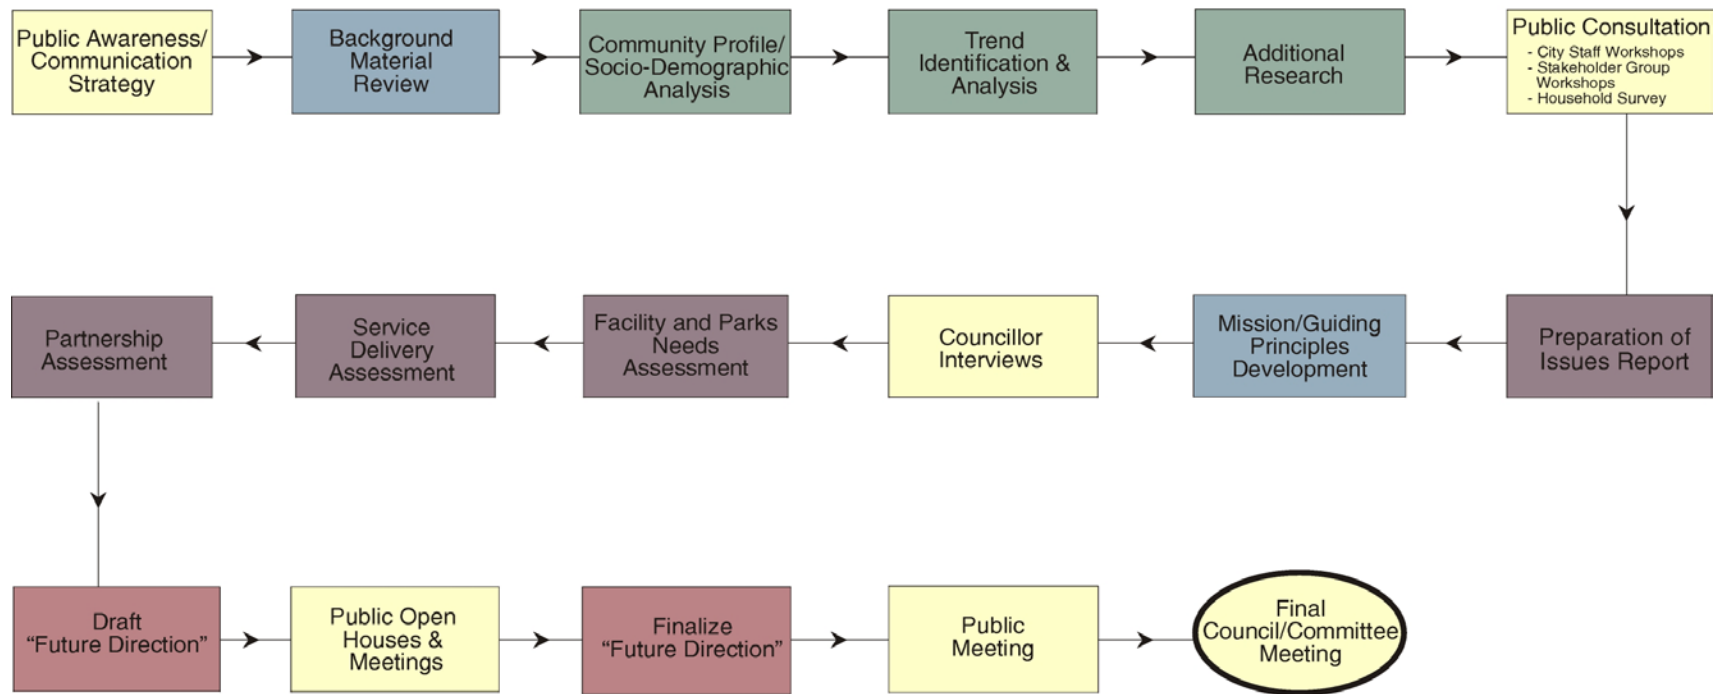 Public Awareness/
Communication
Strategy
Background
Material
Review
Community Profile/
Socio-Demographic
Analysis
Trend
Identification &
Analysis
Additional
Research
Public Consultation
- City Staff Workshops
- Stakeholder Group
Workshops
- Household Survey
Partnership
Assessment
Service
Delivery
Assessment
Facility and Parks
Needs
Assessment
Councillor
Interviews
Mission/Guiding
Principles
Development
Preparation of
Issues Report
Draft
“Future Direction”
Public Open
Houses &
Meetings
Finalize
“Future Direction”
Public
Meeting
Final
Council/Committee
Meeting